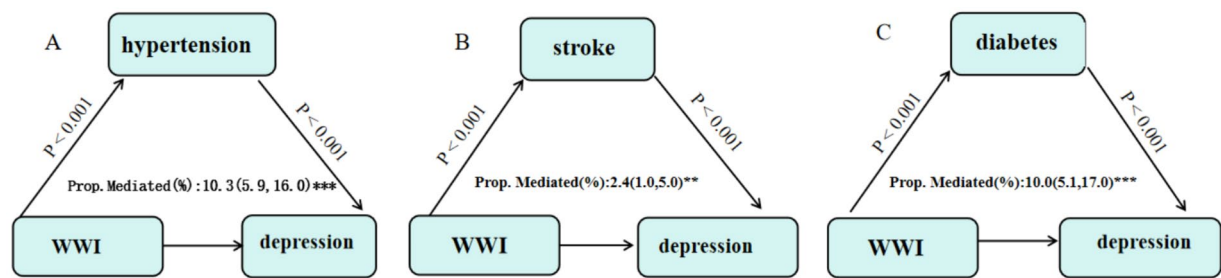 A
hypertension
P < 0.001
P < 0.001
Prop. Mediated(%):10.3(5.9,16.0)***
WWI
depression
B
stroke
P < 0.001
P < 0.001
Prop. Mediated(%):2.4(1.0,5.0)**
WWI
depression
C
diabetes
P < 0.001
P < 0.001
Prop. Mediated(%):10.0(5.1,17.0)***
WWI
depression